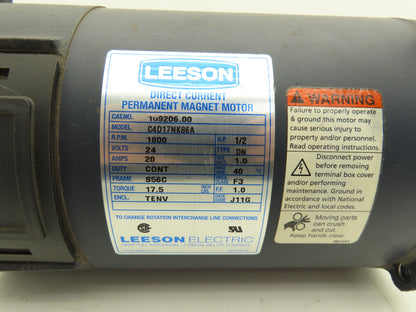 LEESON
DIRECT CURRENT
PERMANENT MAGNET MOTOR
CAT.NO. 109206.00
MODEL C4D17NK86A
R.P.M. 1800 H.P. 1/2
VOLTS 24 TYPE DN
AMPS 20 1.0
DUTY CONT 40 °C
FRAME SS56C F3
TORQUE 17.5 F.F. 1.0
ENCL. TENV J11G
TO CHANGE ROTATION INTERCHANGE LINE CONNECTIONS
LEESON ELECTRIC
WARNING
Failure to properly operate
& ground this motor may
cause serious injury to
property and/or personnel.
Read operating instructions.
Disconnect power
before removing
terminal box cover
and/or performing
maintenance. Ground in
accordance with National
Electric and local codes.
Moving parts
can crush
and cut.
Keep hands clear.
081241